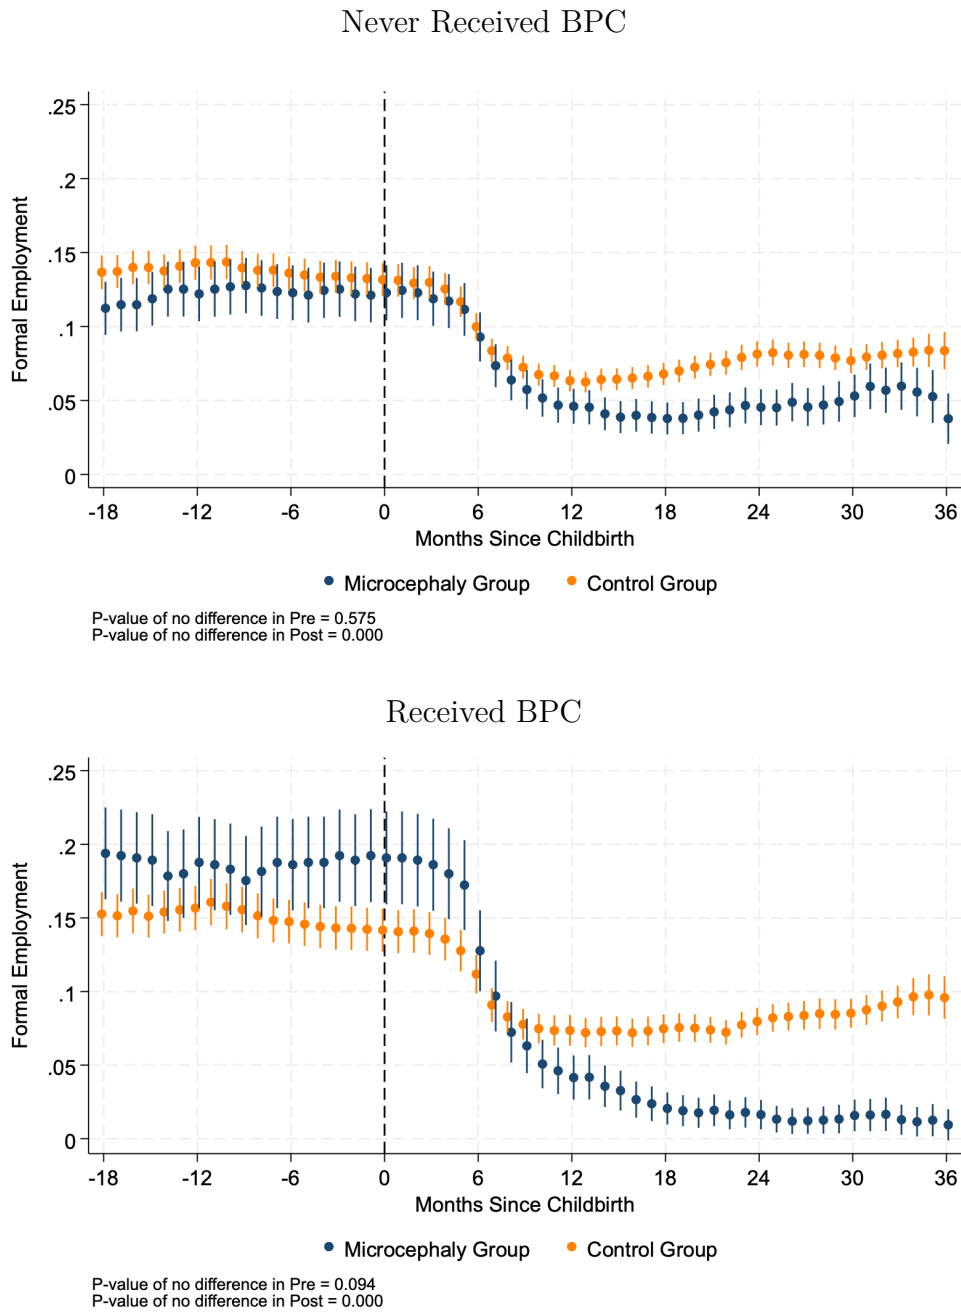 Never Received BPC
.25
.2
.15
.1
.05
0
Formal Employment
-18 -12 -6 0 6 12 18 24 30 36
Months Since Childbirth
Microcephaly Group Control Group
P-value of no difference in Pre = 0.575
P-value of no difference in Post = 0.000
Received BPC
.25
.2
.15
.1
.05
0
Formal Employment
-18 -12 -6 0 6 12 18 24 30 36
Months Since Childbirth
Microcephaly Group Control Group
P-value of no difference in Pre = 0.094
P-value of no difference in Post = 0.000